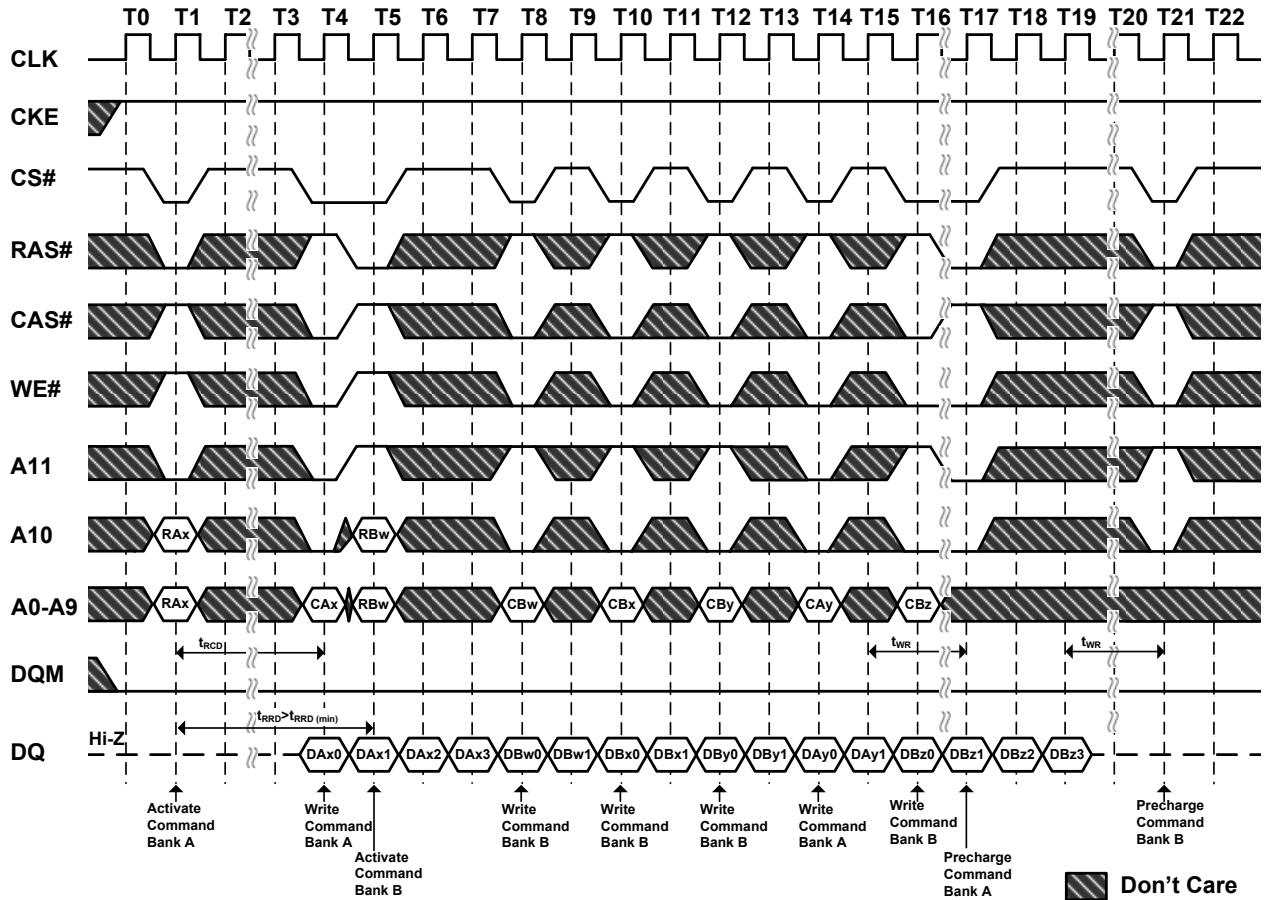 T0 T1 T2 T3 T4 T5 T6 T7 T8 T9 T10 T11 T12 T13 T14 T15 T16 T17 T18 T19 T20 T21 T22
CLK
CKE
CS#
RAS#
CAS#
WE#
A11
A10 RAx RBw
A0-A9 RAx CAx RBw CBw CBx CBy CAy CBz
tRCD tWR tWR
DQM
tRRD>tRRD (min)
DQ Hi-Z DAx0 DAx1 DAx2 DAx3 DBw0 DBw1 DBx0 DBx1 DBy0 DBy1 DAy0 DAy1 DBz0 DBz1 DBz2 DBz3
Activate
Command
Bank A
Write
Command
Bank A
Activate
Command
Bank B
Write
Command
Bank B
Write
Command
Bank B
Write
Command
Bank B
Write
Command
Bank A
Write
Command
Bank B
Precharge
Command
Bank A
Precharge
Command
Bank B
Don't Care